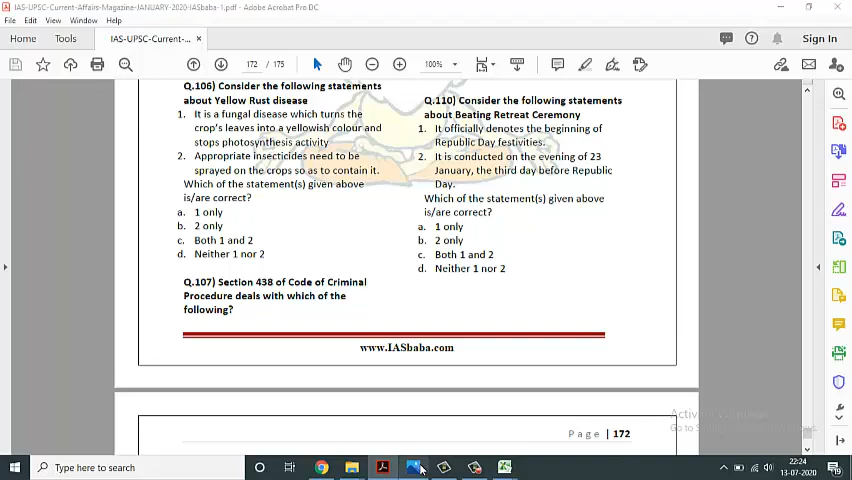 IAS-UPSC-Current-Affairs-Magazine-JANUARY-2020-IASbaba-1.pdf - Adobe Acrobat Pro DC
File Edit View Window Help
Home Tools IAS-UPSC-Current-... × Sign In
172 / 175 100%
Q.106) Consider the following statements
about Yellow Rust disease
1. It is a fungal disease which turns the
crop's leaves into a yellowish colour and
stops photosynthesis activity
2. Appropriate insecticides need to be
sprayed on the crops so as to contain it.
Which of the statement(s) given above
is/are correct?
a. 1 only
b. 2 only
c. Both 1 and 2
d. Neither 1 nor 2
Q.107) Section 438 of Code of Criminal
Procedure deals with which of the
following?
Q.110) Consider the following statements
about Beating Retreat Ceremony
1. It officially denotes the beginning of
Republic Day festivities.
2. It is conducted on the evening of 23
January, the third day before Republic
Day.
Which of the statement(s) given above
is/are correct?
a. 1 only
b. 2 only
c. Both 1 and 2
d. Neither 1 nor 2
www.IASbaba.com
Page | 172
Type here to search
22:24
13-07-2020
19